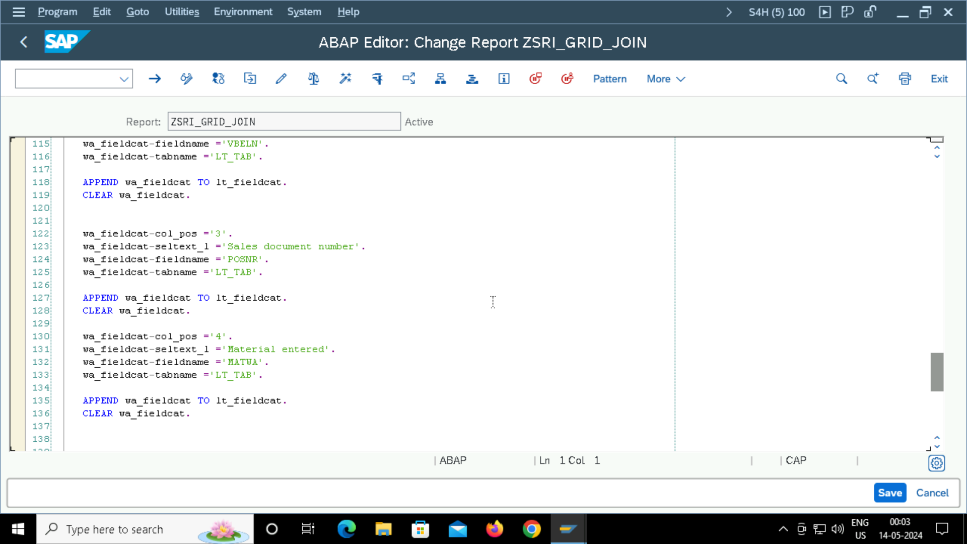 Program Edit Goto Utilities Environment System Help S4H (5) 100
SAP ABAP Editor: Change Report ZSRI_GRID_JOIN
Pattern More Exit
Report: ZSRI_GRID_JOIN Active
115 wa_fieldcat-fieldname ='VBELN'.
116 wa_fieldcat-tabname ='LT_TAB'.
117
118 APPEND wa_fieldcat TO lt_fieldcat.
119 CLEAR wa_fieldcat.
120
121
122 wa_fieldcat-col_pos ='3'.
123 wa_fieldcat-seltext_l ='Sales document number'.
124 wa_fieldcat-fieldname ='POSNR'.
125 wa_fieldcat-tabname ='LT_TAB'.
126
127 APPEND wa_fieldcat TO lt_fieldcat.
128 CLEAR wa_fieldcat.
129
130 wa_fieldcat-col_pos ='4'.
131 wa_fieldcat-seltext_l ='Material entered'.
132 wa_fieldcat-fieldname ='MATWA'.
133 wa_fieldcat-tabname ='LT_TAB'.
134
135 APPEND wa_fieldcat TO lt_fieldcat.
136 CLEAR wa_fieldcat.
137
138
ABAP Ln 1 Col 1 CAP
Save Cancel
Type here to search
ENG
US
00:03
14-05-2024